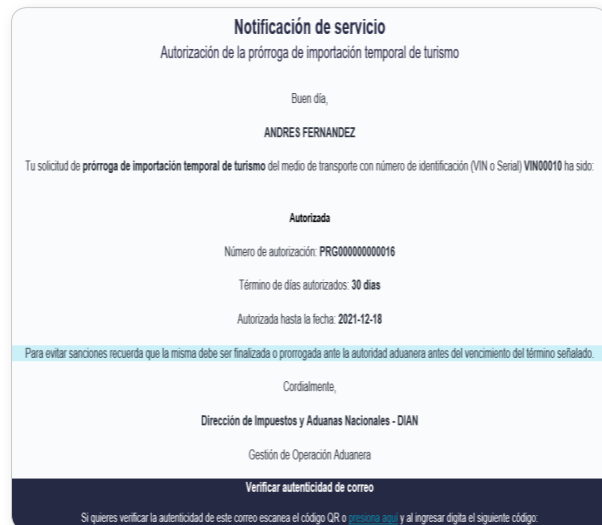 Notificación de servicio
Autorización de la prórroga de importación temporal de turismo
Buen día,
ANDRES FERNANDEZ
Tu solicitud de prórroga de importación temporal de turismo del medio de transporte con número de identificación (VIN o Serial) VIN00010 ha sido:
Autorizada
Número de autorización: PRG000000000016
Término de días autorizados: 30 días
Autorizada hasta la fecha: 2021-12-18
Para evitar sanciones recuerda que la misma debe ser finalizada o prorrogada ante la autoridad aduanera antes del vencimiento del término señalado.
Cordialmente,
Dirección de Impuestos y Aduanas Nacionales - DIAN
Gestión de Operación Aduanera
Verificar autenticidad de correo
Si quieres verificar la autenticidad de este correo escanea el código QR o presiona aquí y al ingresar digita el siguiente código: